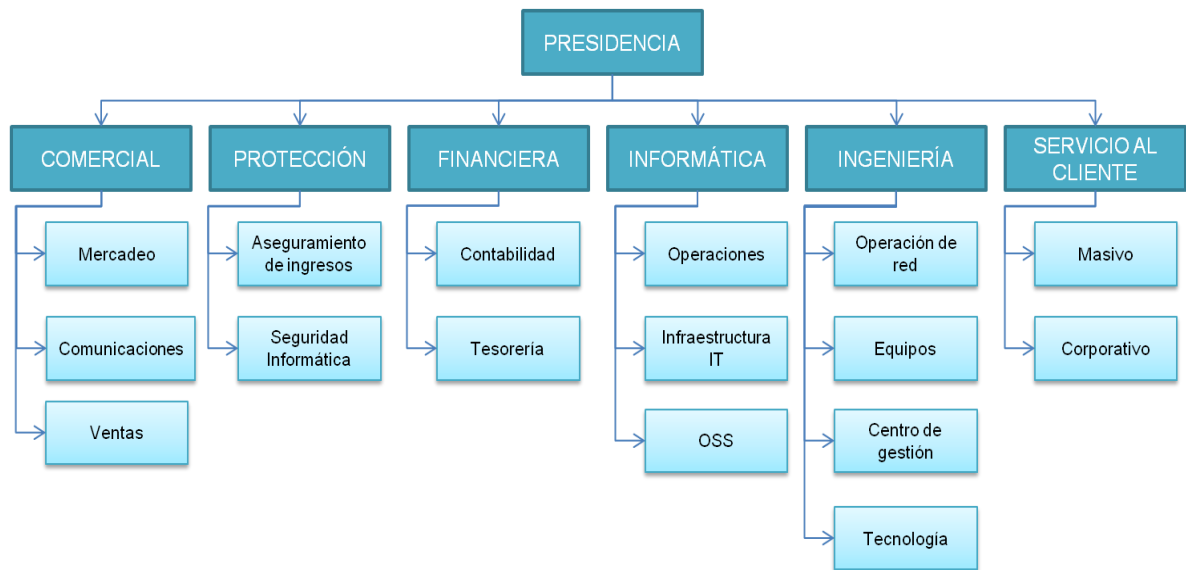 PRESIDENCIA
COMERCIAL
PROTECCIÓN
FINANCIERA
INFORMÁTICA
INGENIERÍA
SERVICIO AL
CLIENTE
Mercadeo
Comunicaciones
Ventas
Aseguramiento
de ingresos
Seguridad
Informática
Contabilidad
Tesorería
Operaciones
Infraestructura
IT
OSS
Operación de
red
Equipos
Centro de
gestión
Tecnología
Masivo
Corporativo